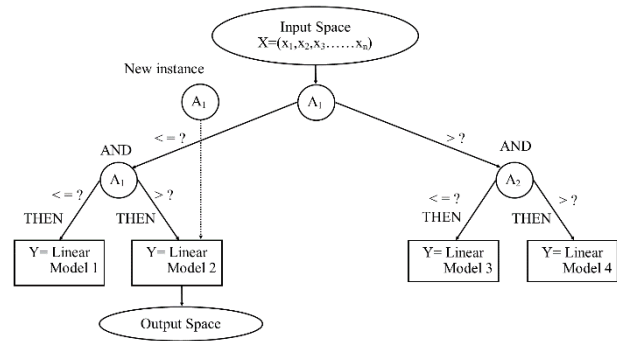 Input Space
X=(x₁,x₂,x₃……xₙ)
New instance
A₁
A₁
< = ?
> ?
AND
AND
A₁
A₂
< = ?
> ?
< = ?
> ?
THEN
THEN
THEN
THEN
Y= Linear
Model 1
Y= Linear
Model 2
Y= Linear
Model 3
Y= Linear
Model 4
Output Space